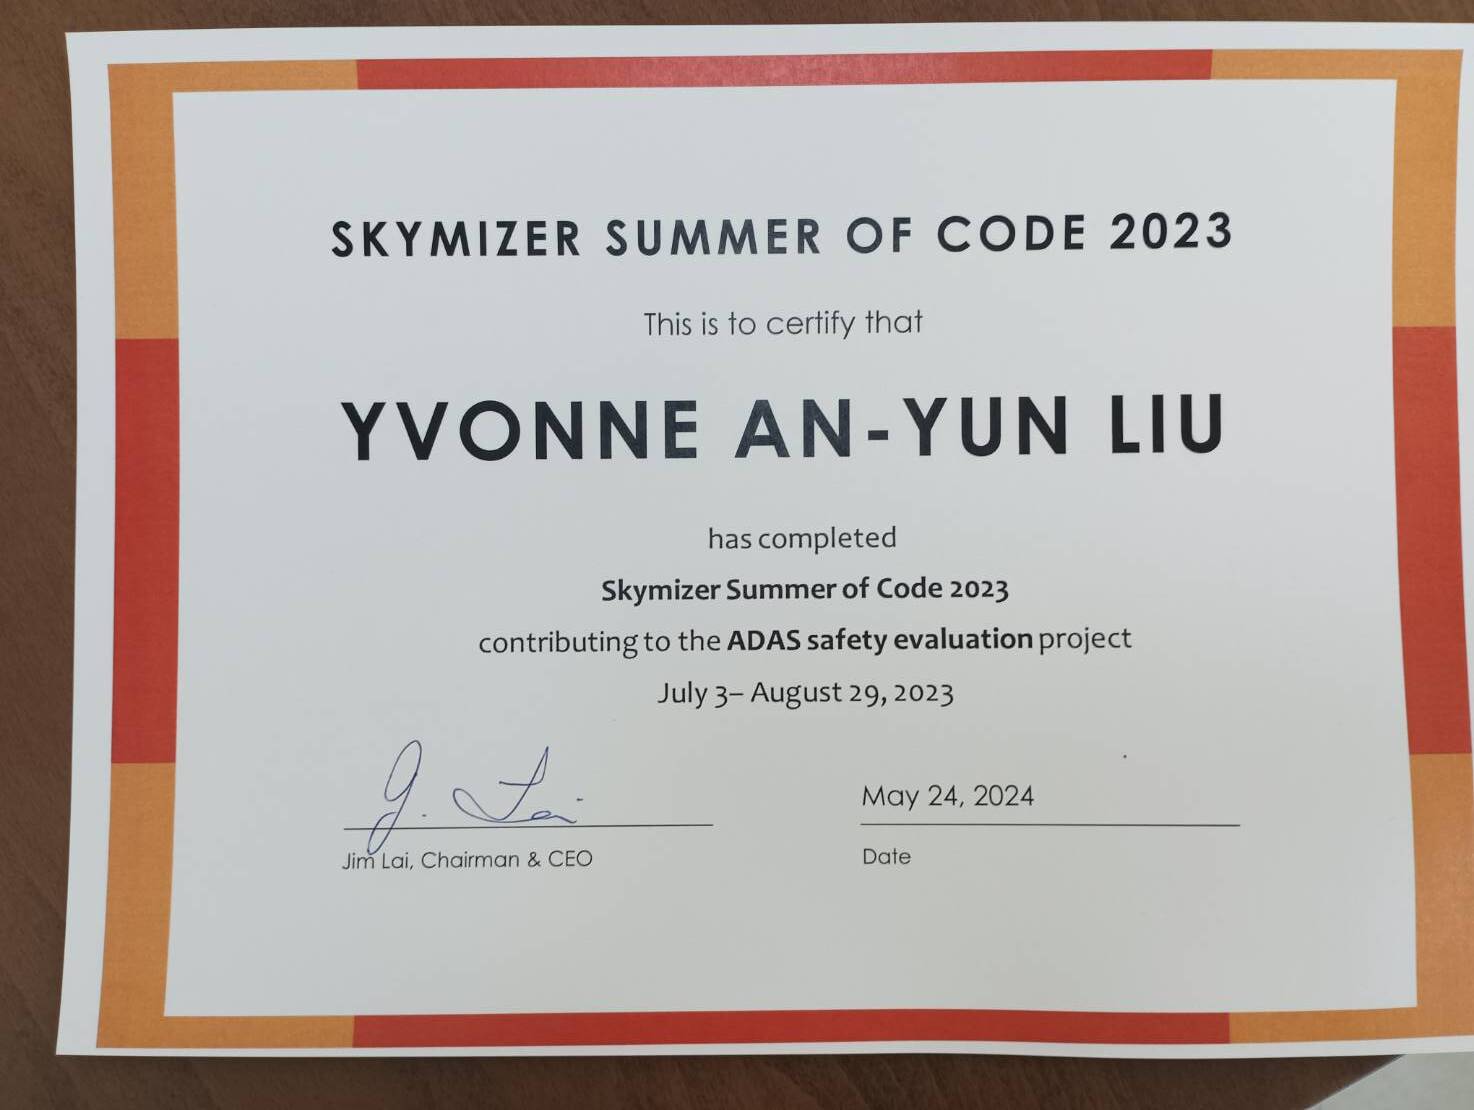 SKYMIZER SUMMER OF CODE 2023
This is to certify that
YVONNE AN-YUN LIU
has completed
Skymizer Summer of Code 2023
contributing to the ADAS safety evaluation project
July 3– August 29, 2023
J. Lai
May 24, 2024
Jim Lai, Chairman & CEO
Date